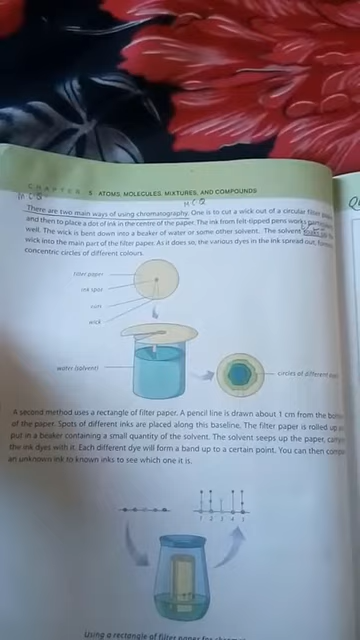 CHAPTER 5 ATOMS, MOLECULES, MIXTURES, AND COMPOUNDS
M.C.Q
There are two main ways of using chromatography. One is to cut a wick out of a circular filter
and then to place a dot of ink in the centre of the paper. The ink from felt-tipped pens works
well. The wick is bent down into a beaker of water or some other solvent. The solvent
wick into the main part of the filter paper. As it does so, the various dyes in the ink spread out,
concentric circles of different colours.
filter paper
ink spot
cuts
wick
water (solvent)
circles of different
A second method uses a rectangle of filter paper. A pencil line is drawn about 1 cm from the
of the paper. Spots of different inks are placed along this baseline. The filter paper is rolled
put in a beaker containing a small quantity of the solvent. The solvent seeps up the paper,
the ink dyes with it. Each different dye will form a band up to a certain point. You can then
an unknown ink to known inks to see which one it is.
1 2 3 4 5
Using a rectangle of filter paper for